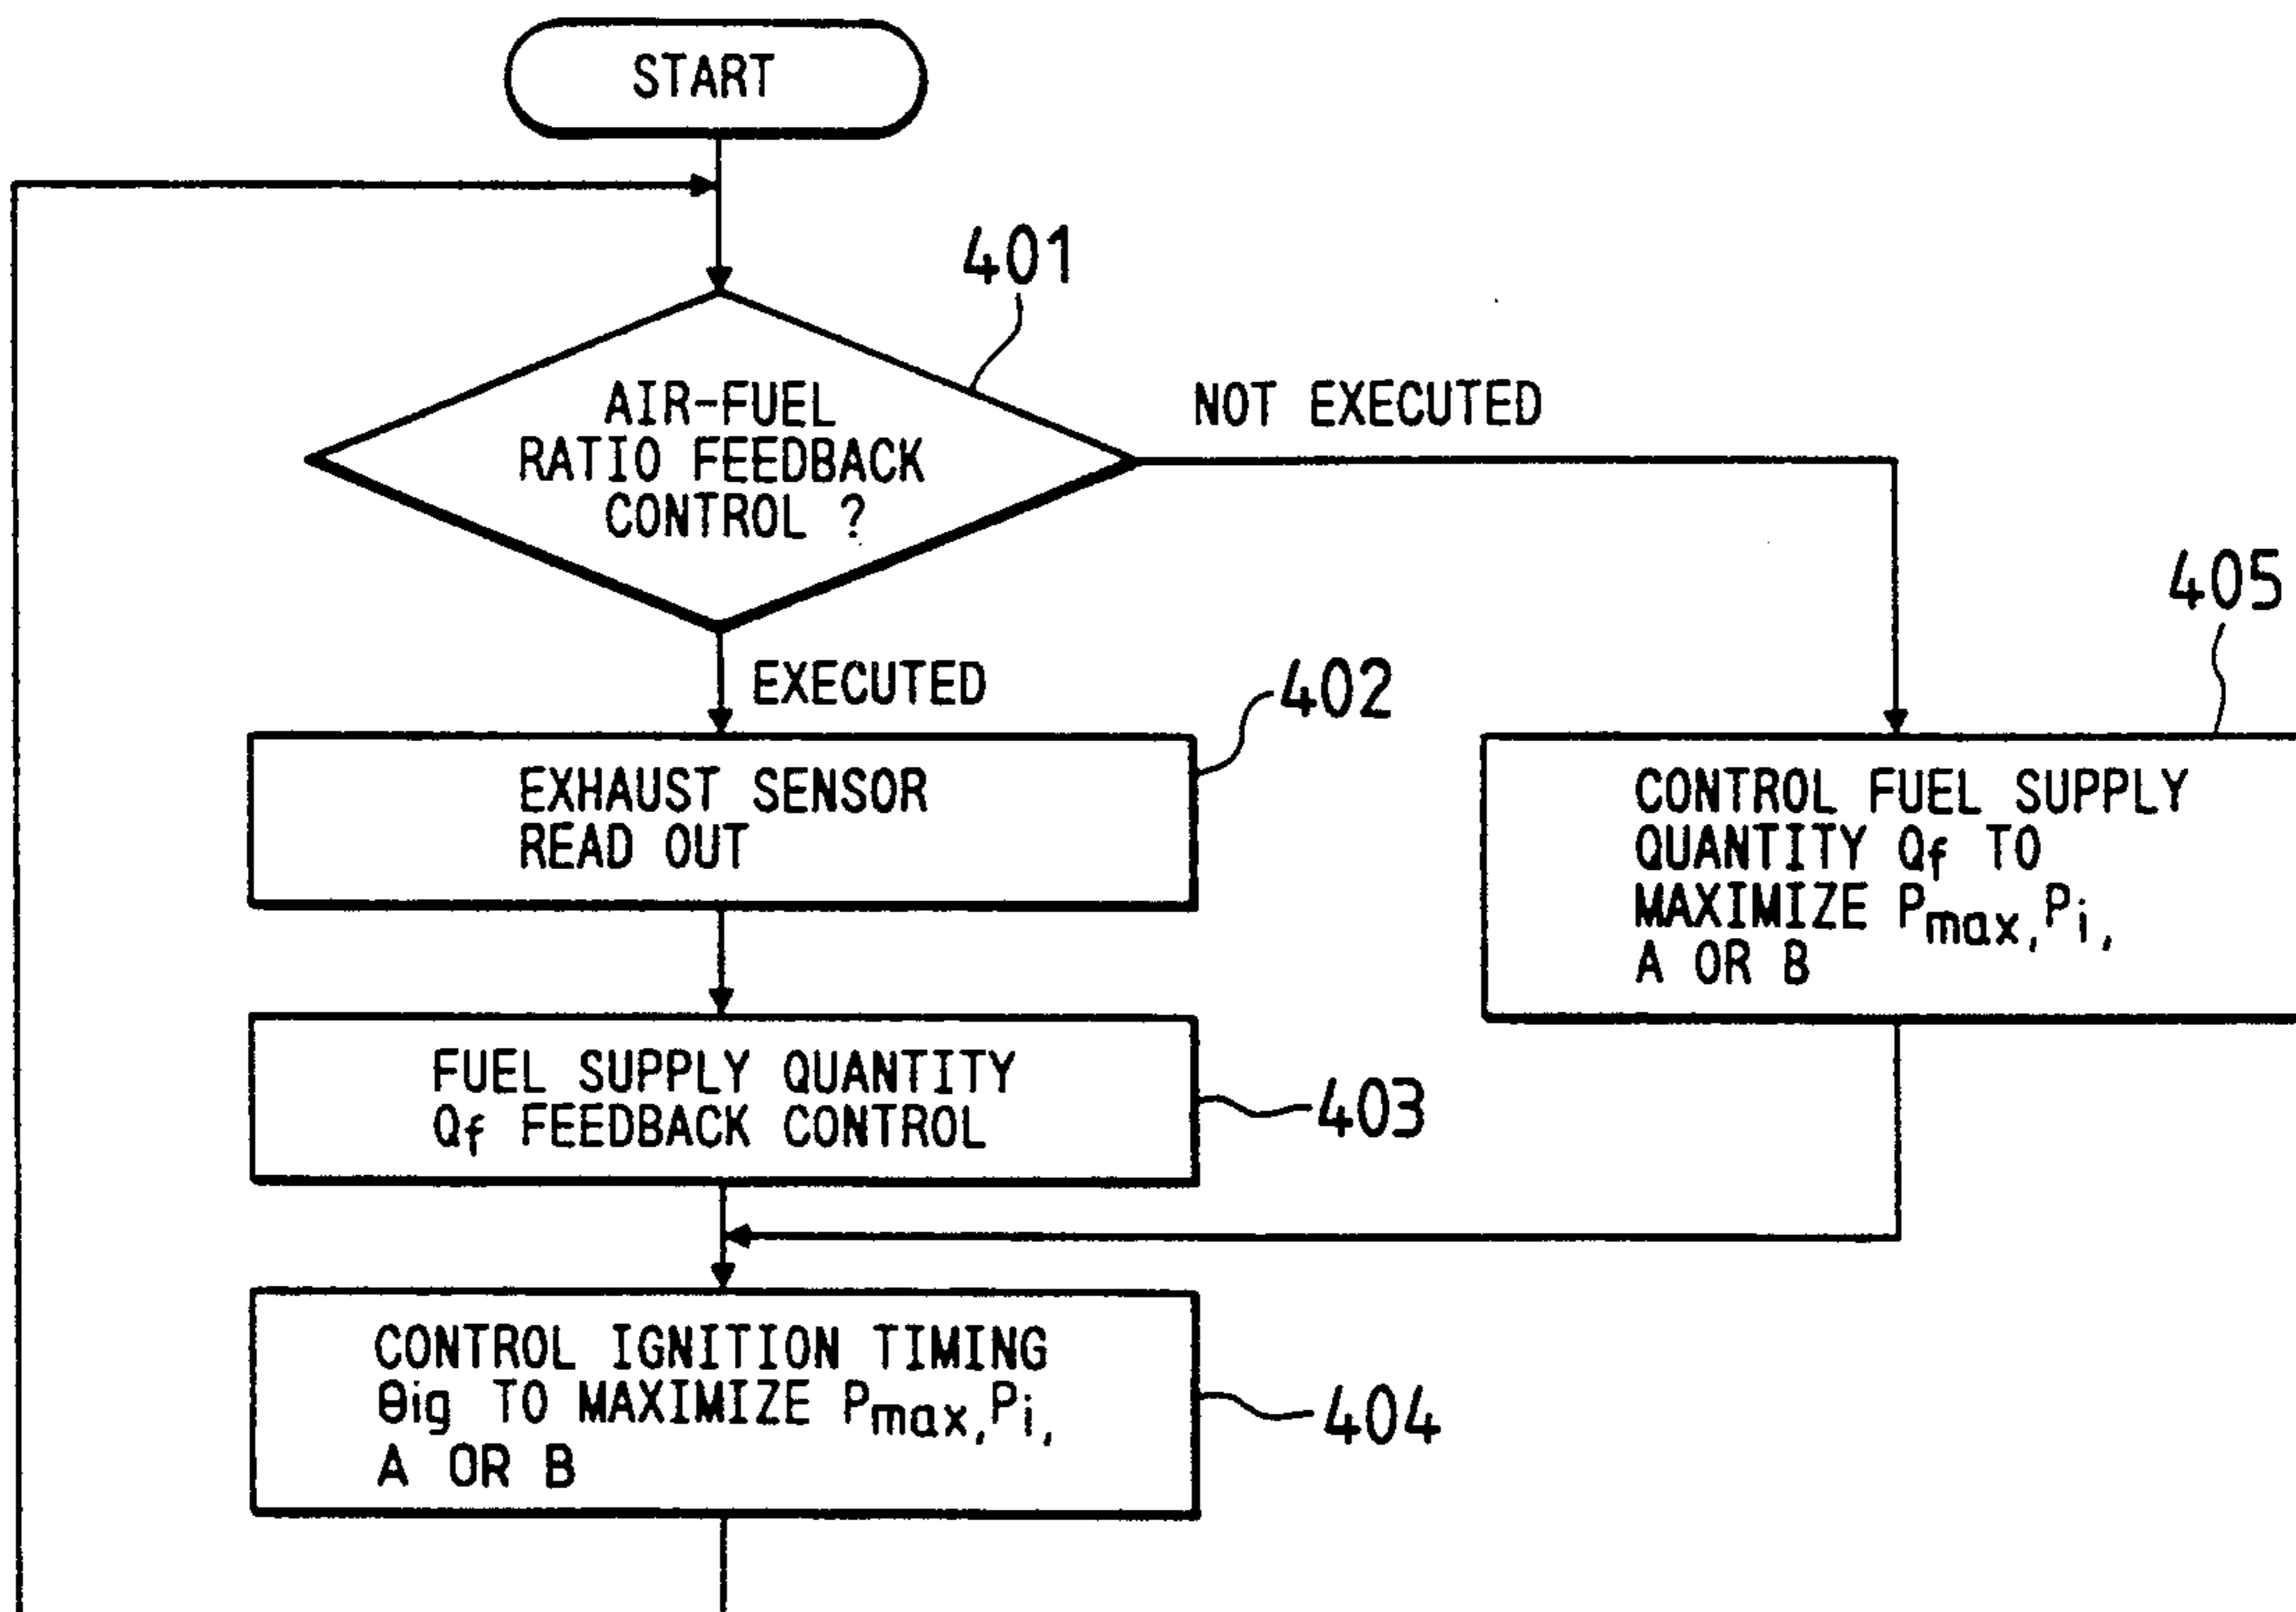 START
401
AIR-FUEL
RATIO FEEDBACK
CONTROL ?
NOT EXECUTED
EXECUTED
402
EXHAUST SENSOR
READ OUT
405
CONTROL FUEL SUPPLY
QUANTITY Qf TO
MAXIMIZE Pmax, Pi,
A OR B
FUEL SUPPLY QUANTITY
Qf FEEDBACK CONTROL
403
CONTROL IGNITION TIMING
θig TO MAXIMIZE Pmax, Pi,
A OR B
404